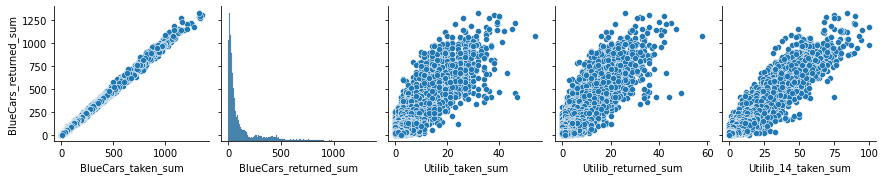 BlueCars_returned_sum
1250
1000
750
500
250
0
0 500 1000
0 500 1000
0 20 40
0 20 40 60
0 25 50 75 100
BlueCars_taken_sum BlueCars_returned_sum Utilib_taken_sum Utilib_returned_sum Utilib_14_taken_sum